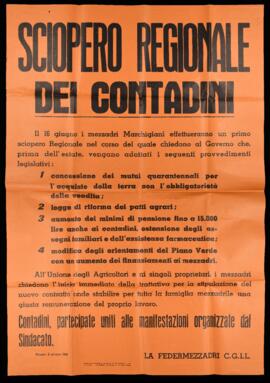 SCIOPERO REGIONALE
DEI CONTADINI
Il 16 giugno i mezzadri Marchigiani effettueranno un primo
sciopero Regionale nel corso del quale chiedono al Governo che,
prima dell'estate, vengano adottati i seguenti provvedimenti
legislativi:
1 concessione dei mutui quarantennali per
l'acquisto della terra con l'obbligatorietà
della vendita;
2 legge di riforma dei patti agrari;
3 aumento dei minimi di pensione fino a 15.000
lire anche ai contadini, estensione degli as-
segni familiari e dell'assistenza farmaceutica;
4 modifica degli orientamenti del Piano Verde
con un aumento dei finanziamenti ai mezzadri.
All'Unione degli Agricoltori e ai singoli proprietari, i mezzadri
chiedono l'inizio immediato della trattativa per la stipulazione del
nuovo contratto onde stabilire per tutta la famiglia mezzadrile una
giusta remunerazione del proprio lavoro.
Contadini, partecipate uniti alle manifestazioni organizzate dal
Sindacato.
LA FEDERMEZZADRI C.G.I.L.